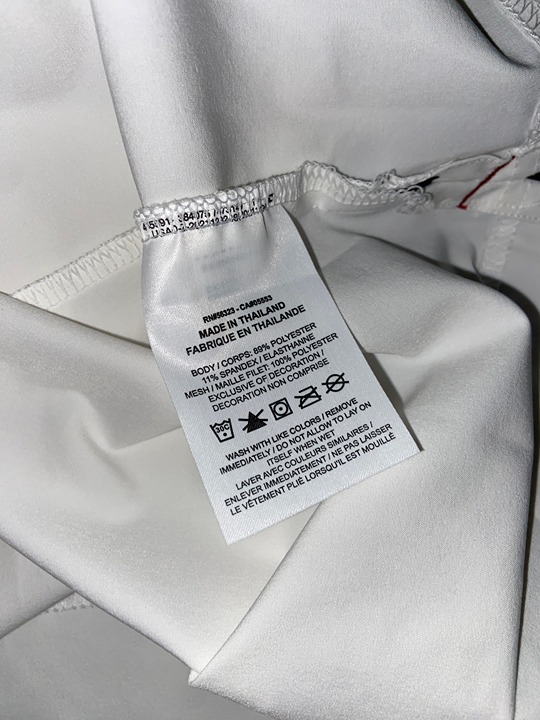 RN#56323 - CA#05553
MADE IN THAILAND
FABRIQUE EN THAILANDE
BODY / CORPS: 89% POLYESTER
11% SPANDEX / ELASTHANNE
MESH / MAILLE FILET: 100% POLYESTER
EXCLUSIVE OF DECORATION /
DECORATION NON COMPRISE
30C
WASH WITH LIKE COLORS / REMOVE
IMMEDIATELY / DO NOT ALLOW TO LAY ON
ITSELF WHEN WET
LAVER AVEC COULEURS SIMILAIRES /
ENLEVER IMMEDIATEMENT / NE PAS LAISSER
LE VÊTEMENT PLIÉ LORSQU'IL EST MOUILLÉ